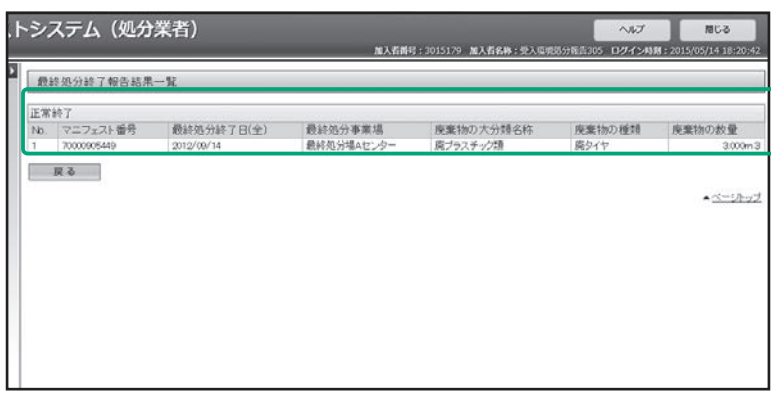 トシステム（処分業者）
ヘルプ 閉じる
加入者番号：3015179 加入者名称：受入環境処分報告305 ログイン時刻：2015/05/14 18:20:42
最終処分終了報告結果一覧
正常終了
No. マニフェスト番号 最終処分終了日(全) 最終処分事業場 廃棄物の大分類名称 廃棄物の種類 廃棄物の数量
1 70000905449 2012/09/14 最終処分場Aセンター 廃プラスチック類 廃タイヤ 3.000m3
戻る
▲ページトップ